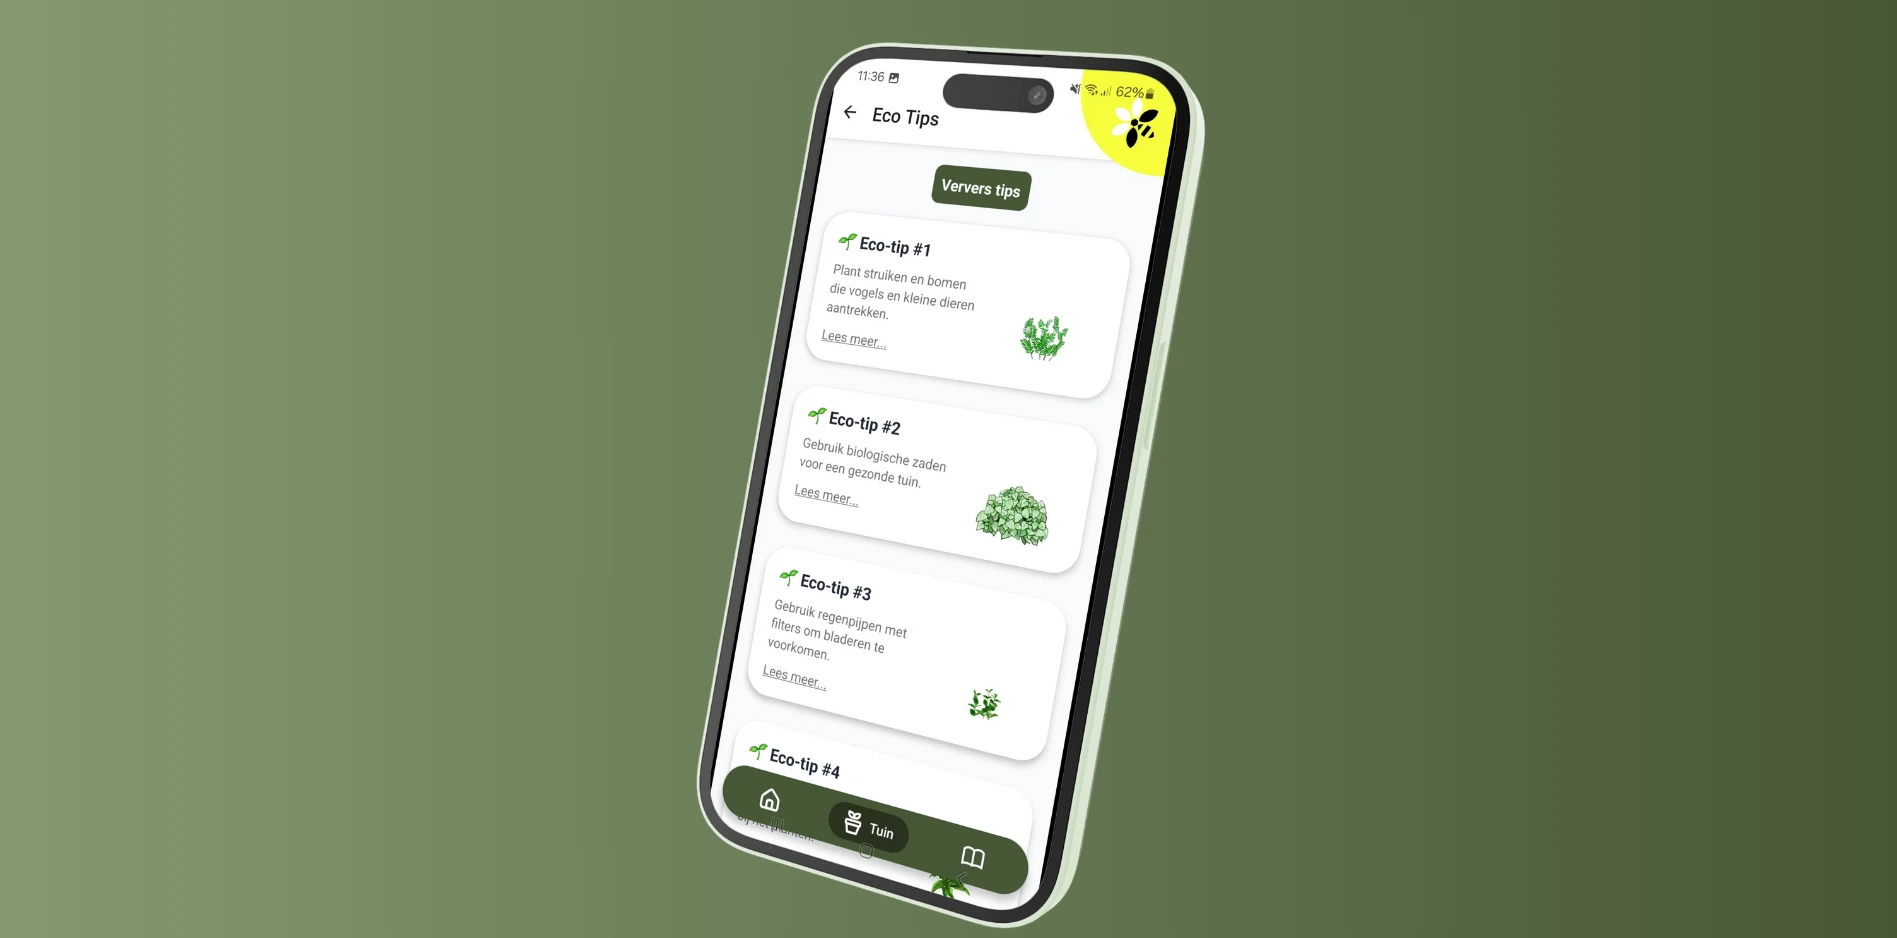 11:36
62%
Eco Tips
Ververs tips
Eco-tip #1
Plant struiken en bomen
die vogels en kleine dieren
aantrekken.
Lees meer...
Eco-tip #2
Gebruik biologische zaden
voor een gezonde tuin.
Lees meer...
Eco-tip #3
Gebruik regenpijpen met
filters om bladeren te
voorkomen.
Lees meer...
Eco-tip #4
Tuin